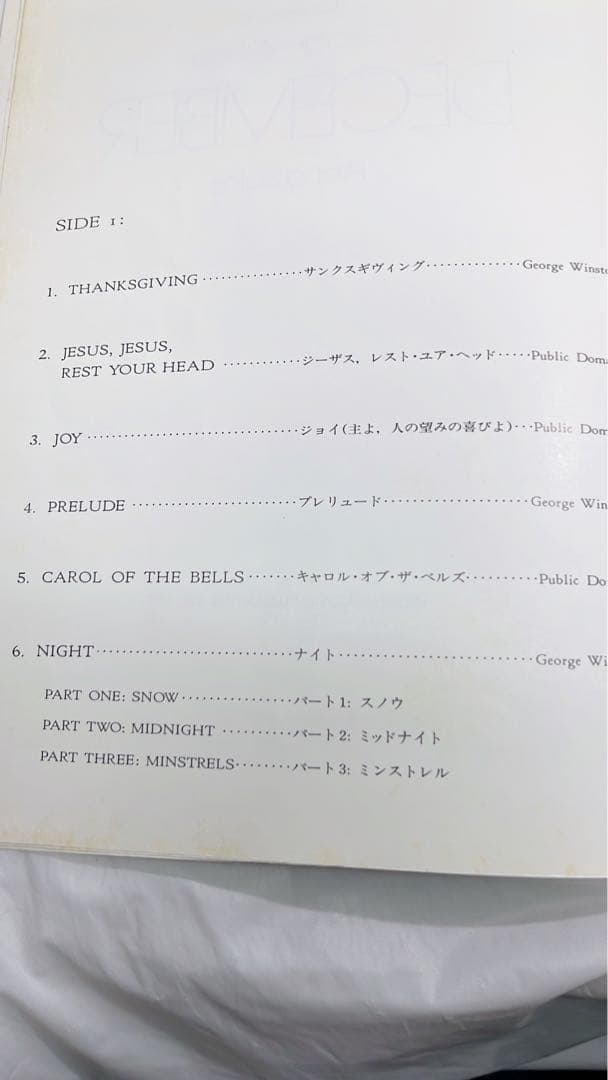 DECEMBER
SIDE 1:
1. THANKSGIVING ················サンクスギヴィング···············George Winst
2. JESUS, JESUS,
REST YOUR HEAD ············ジーザス, レスト・ユア・ヘッド·····Public Dom
3. JOY ··································ジョイ(主よ, 人の望みの喜びよ)···Public Dom
4. PRELUDE ···························プレリュード························George Win
5. CAROL OF THE BELLS ·······キャロル・オブ・ザ・ベルズ············Public Do
6. NIGHT································ナイト································George Wi
PART ONE: SNOW··················パート1: スノウ
PART TWO: MIDNIGHT ···········パート2: ミッドナイト
PART THREE: MINSTRELS·········パート3: ミンストレル